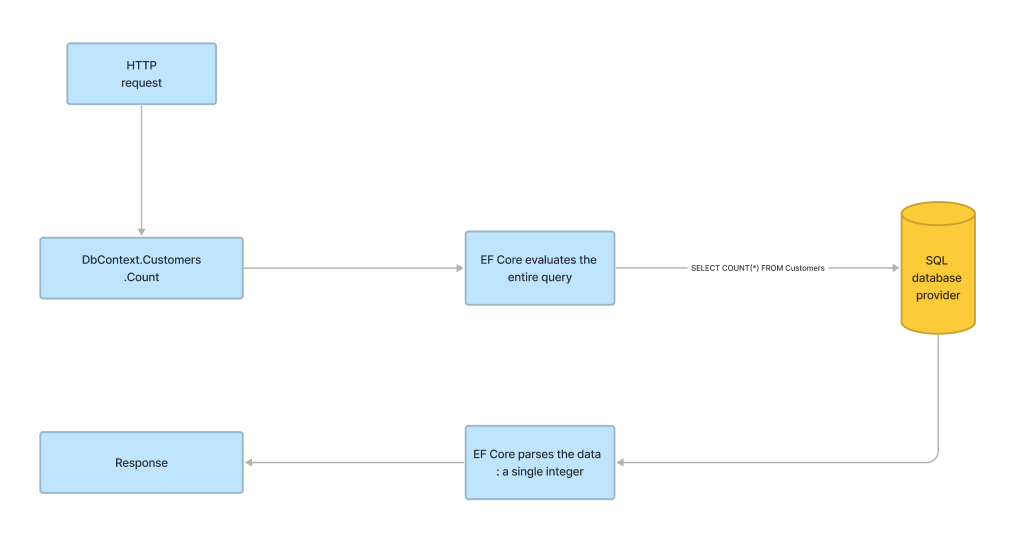 HTTP
request
DbContext.Customers
.Count
EF Core evaluates the
entire query
SELECT COUNT(*) FROM Customers
SQL
database
provider
EF Core parses the data
: a single integer
Response